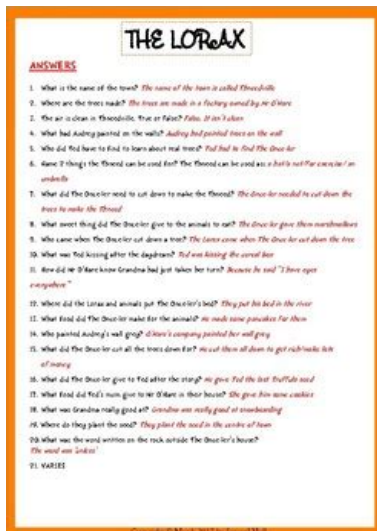 THE LORAX
ANSWERS
1. What is the name of the town? The name of the town is called Thneedville
2. Where are the trees made? The trees are made in a factory owned by Mr O'Hare
3. The air is clean in Thneedville. True or False? False. It isn't clean
4. What had Audrey painted on the walls? Audrey had painted trees on the wall
5. Who did Ted have to find to learn about real trees? Ted had to find The Once-ler
6. Name 2 things the Thneed can be used for? The Thneed can be used as: a hat/a net/for exercise/ an
umbrella
7. What did The Once-ler need to cut down to make the Thneed? The Once-ler needed to cut down the
trees to make the Thneed
8. What sweet thing did The Once-ler give to the animals to eat? The Once-ler gave them marshmallows
9. Who came when The Once-ler cut down a tree? The Lorax came when The Once-ler cut down the tree
10. What was Ted kissing after the daydream? Ted was kissing the cereal box
11. How did Mr O'Hare know Grandma had just taken her turn? Because he said "I have eyes
everywhere"
12. Where did the Lorax and animals put The Once-ler's bed? They put his bed in the river
13. What food did The Once-ler make for the animals? He made some pancakes for them
14. Who painted Audrey's wall grey? O'Hare's company painted her wall grey
15. What did The Once-ler cut all the trees down for? He cut them all down to get rich/make lots
of money
16. What did The Once-ler give to Ted after the story? He gave Ted the last Truffula seed
17. What food did Ted's mum give to Mr O'Hare in their house? She gave him some cookies
18. What was Grandma really good at? Grandma was really good at snowboarding
19. Where do they plant the seed? They plant the seed in the centre of town
20. What was the word written on the rock outside The Once-ler's house?
The word was 'unless'
21. VARIES